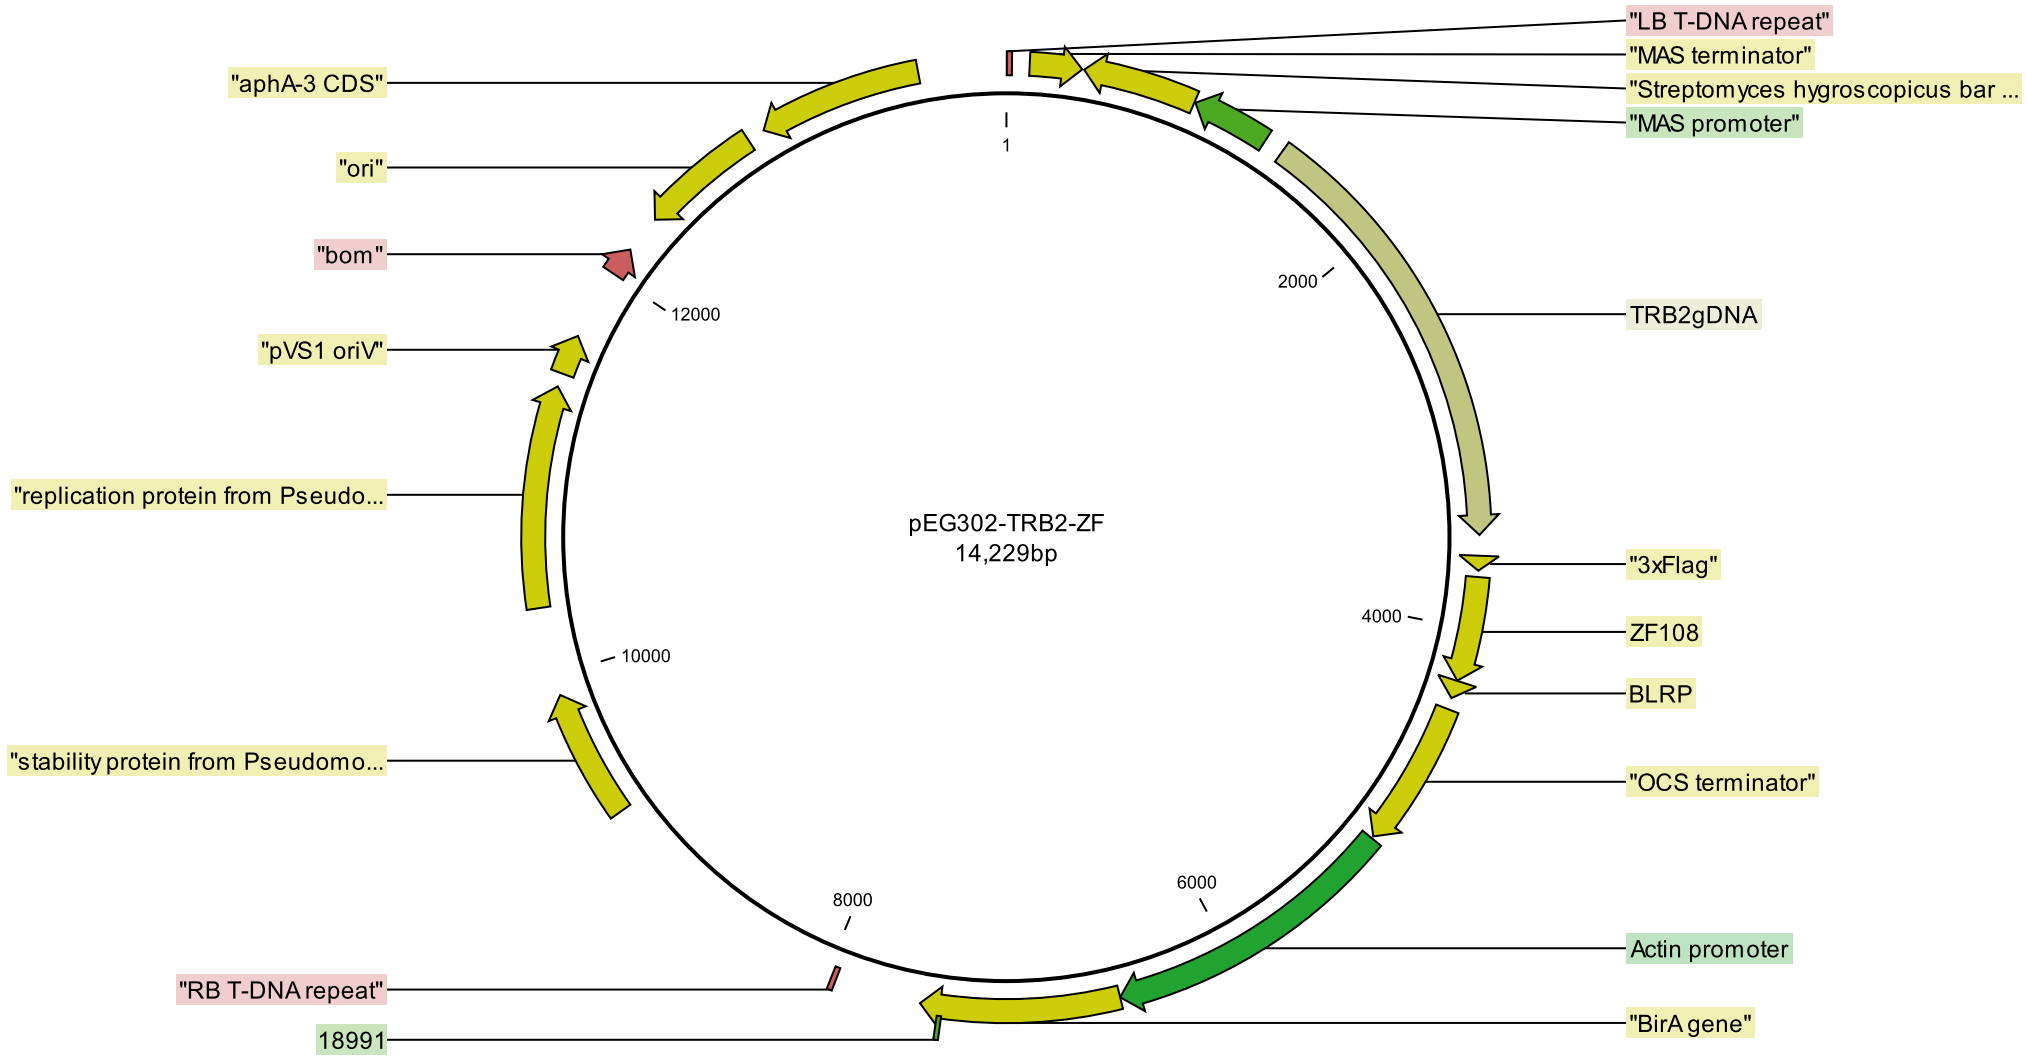 "LB T-DNA repeat"
"MAS terminator"
"Streptomyces hygroscopicus bar ...
"MAS promoter"
"aphA-3 CDS"
"ori"
"bom"
"pVS1 oriV"
"replication protein from Pseudo...
"stability protein from Pseudomo...
"RB T-DNA repeat"
18991
1
2000
4000
6000
8000
10000
12000
pEG302-TRB2-ZF
14,229bp
TRB2gDNA
"3xFlag"
ZF108
BLRP
"OCS terminator"
Actin promoter
"BirA gene"